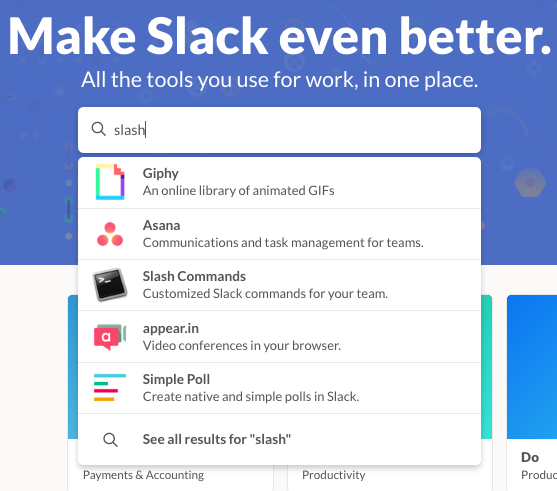 Make Slack even better.
All the tools you use for work, in one place.
slash
Giphy
An online library of animated GIFs
Asana
Communications and task management for teams.
Slash Commands
Customized Slack commands for your team.
appear.in
Video conferences in your browser.
Simple Poll
Create native and simple polls in Slack.
See all results for "slash"
Do
Payments & Accounting
Productivity
Produc